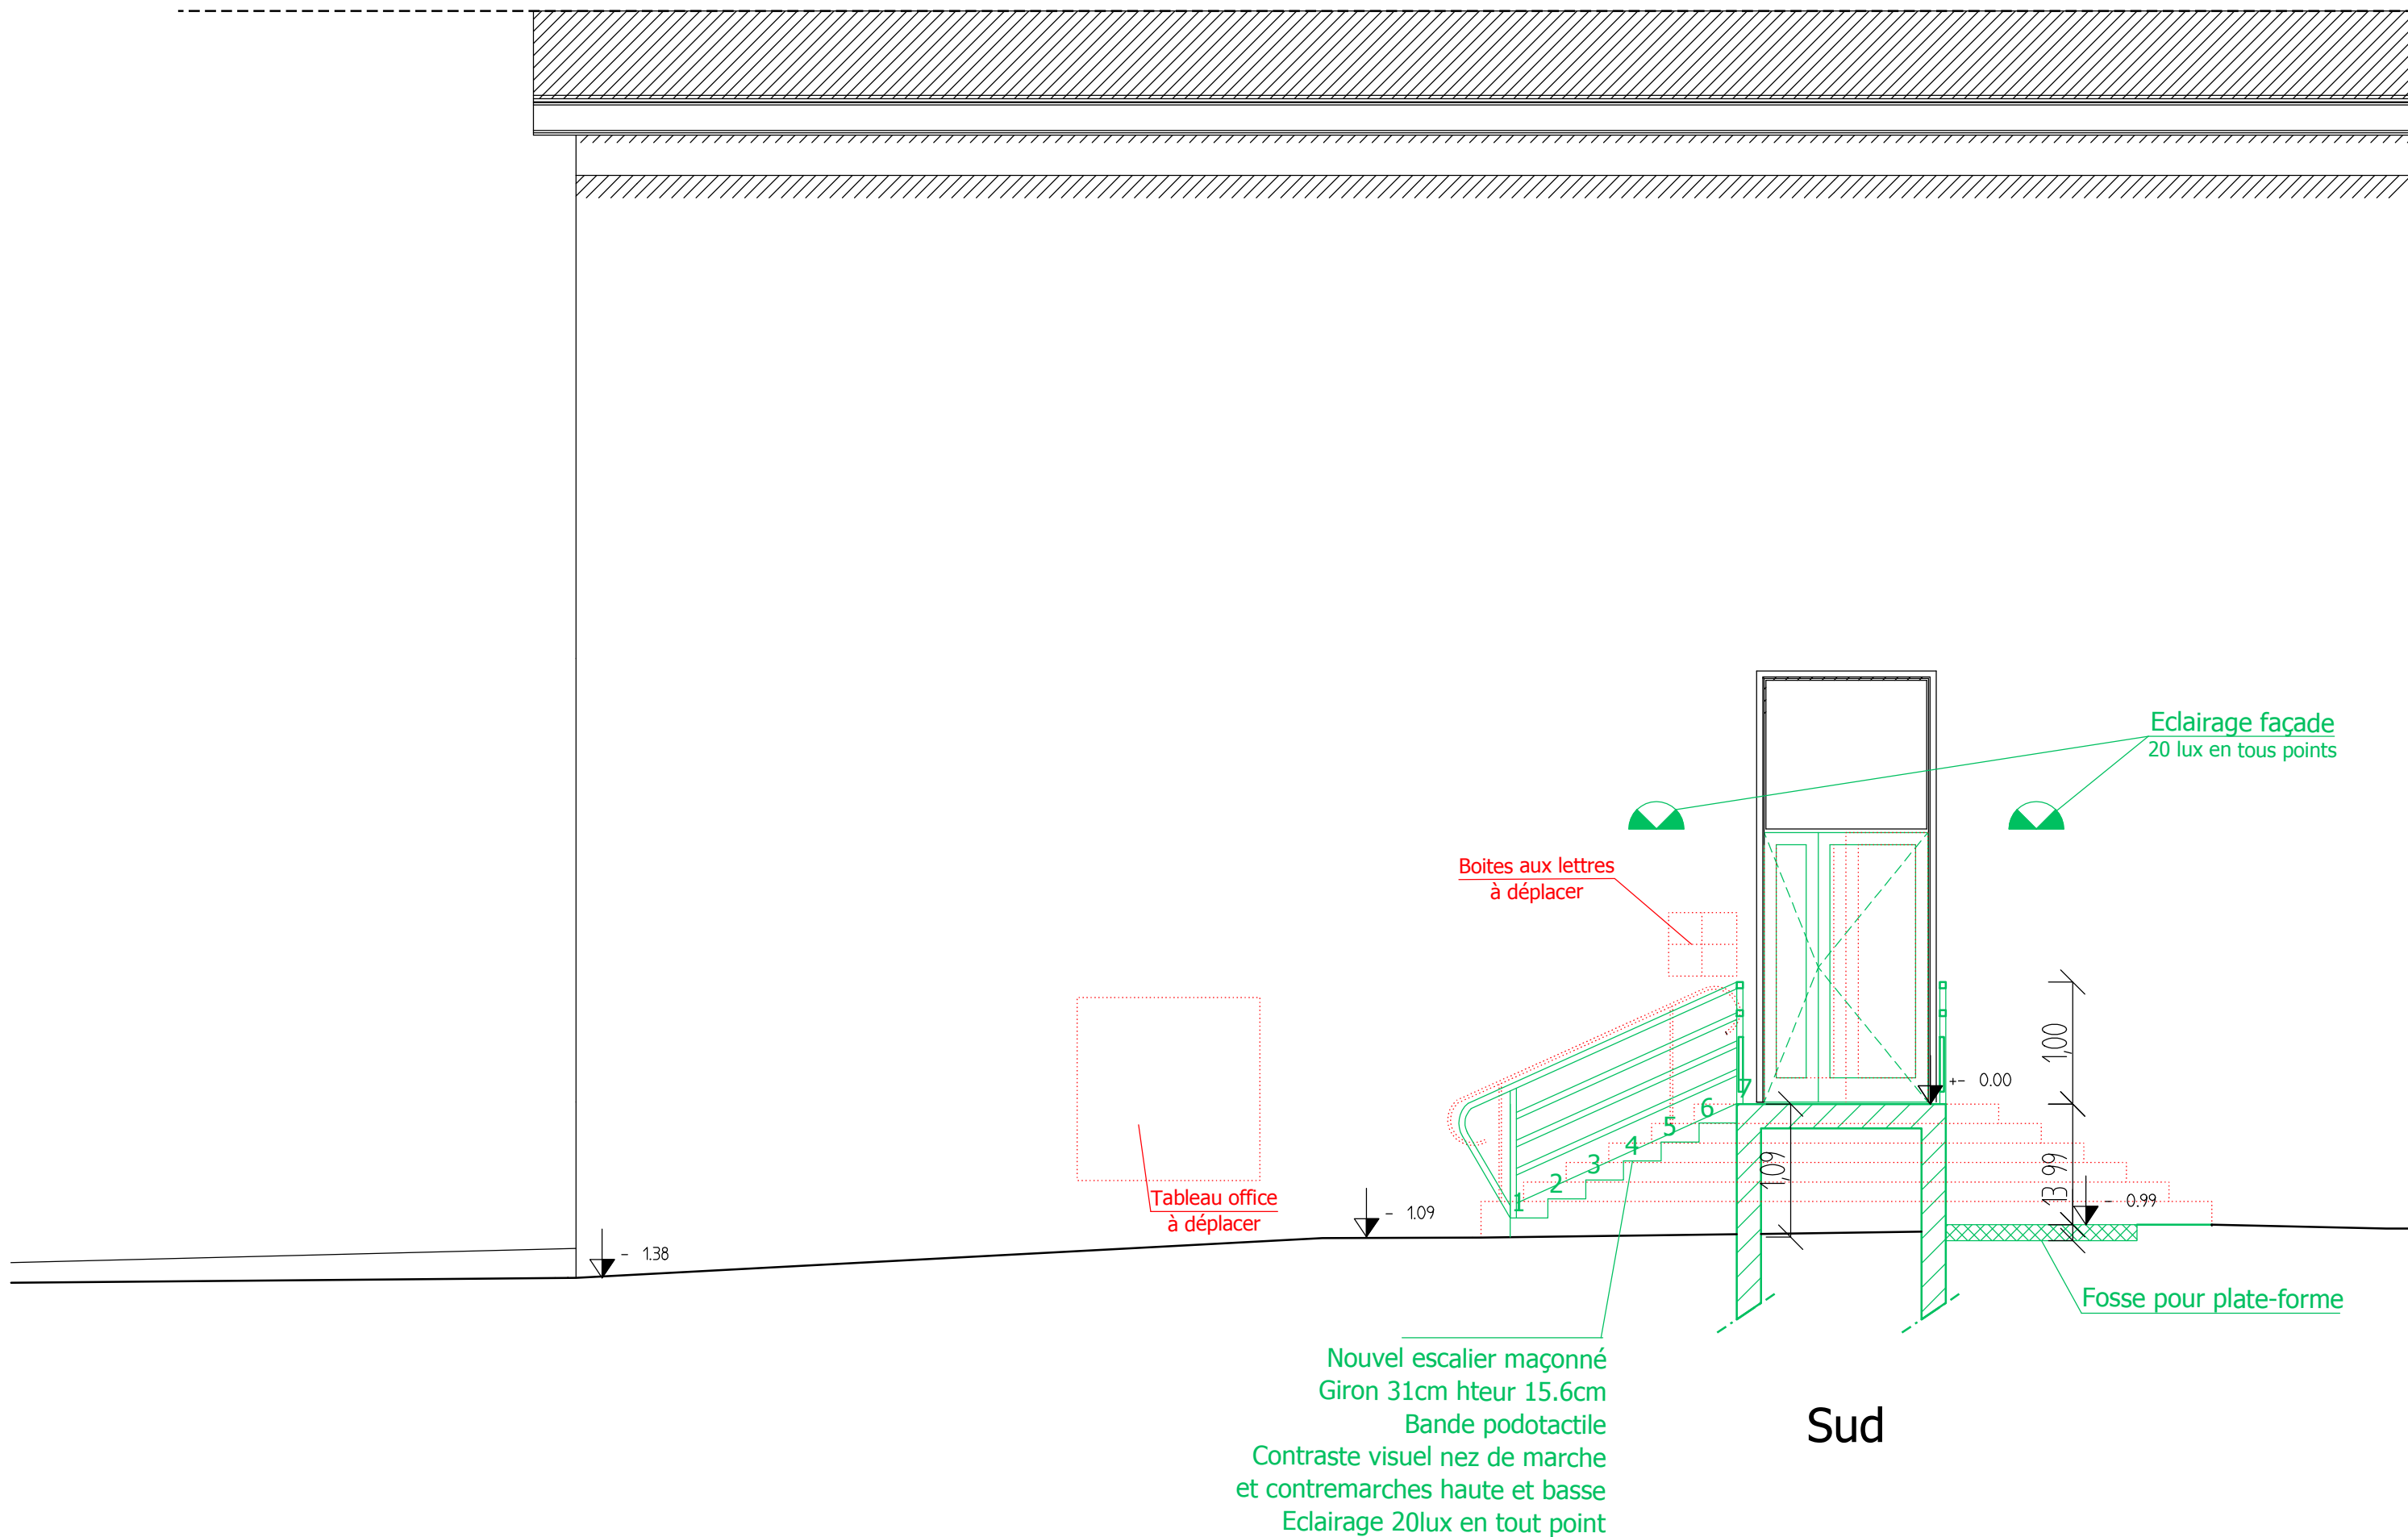 Eclairage façade
20 lux en tous points
Boites aux lettres
à déplacer
1,00
+- 0.00
7
6
5
4
3
2
1
1,09
99
13
- 0.99
Tableau office
à déplacer
- 1.09
- 1.38
Fosse pour plate-forme
Nouvel escalier maçonné
Giron 31cm hteur 15.6cm
Bande podotactile
Contraste visuel nez de marche
et contremarches haute et basse
Eclairage 20lux en tout point
Sud